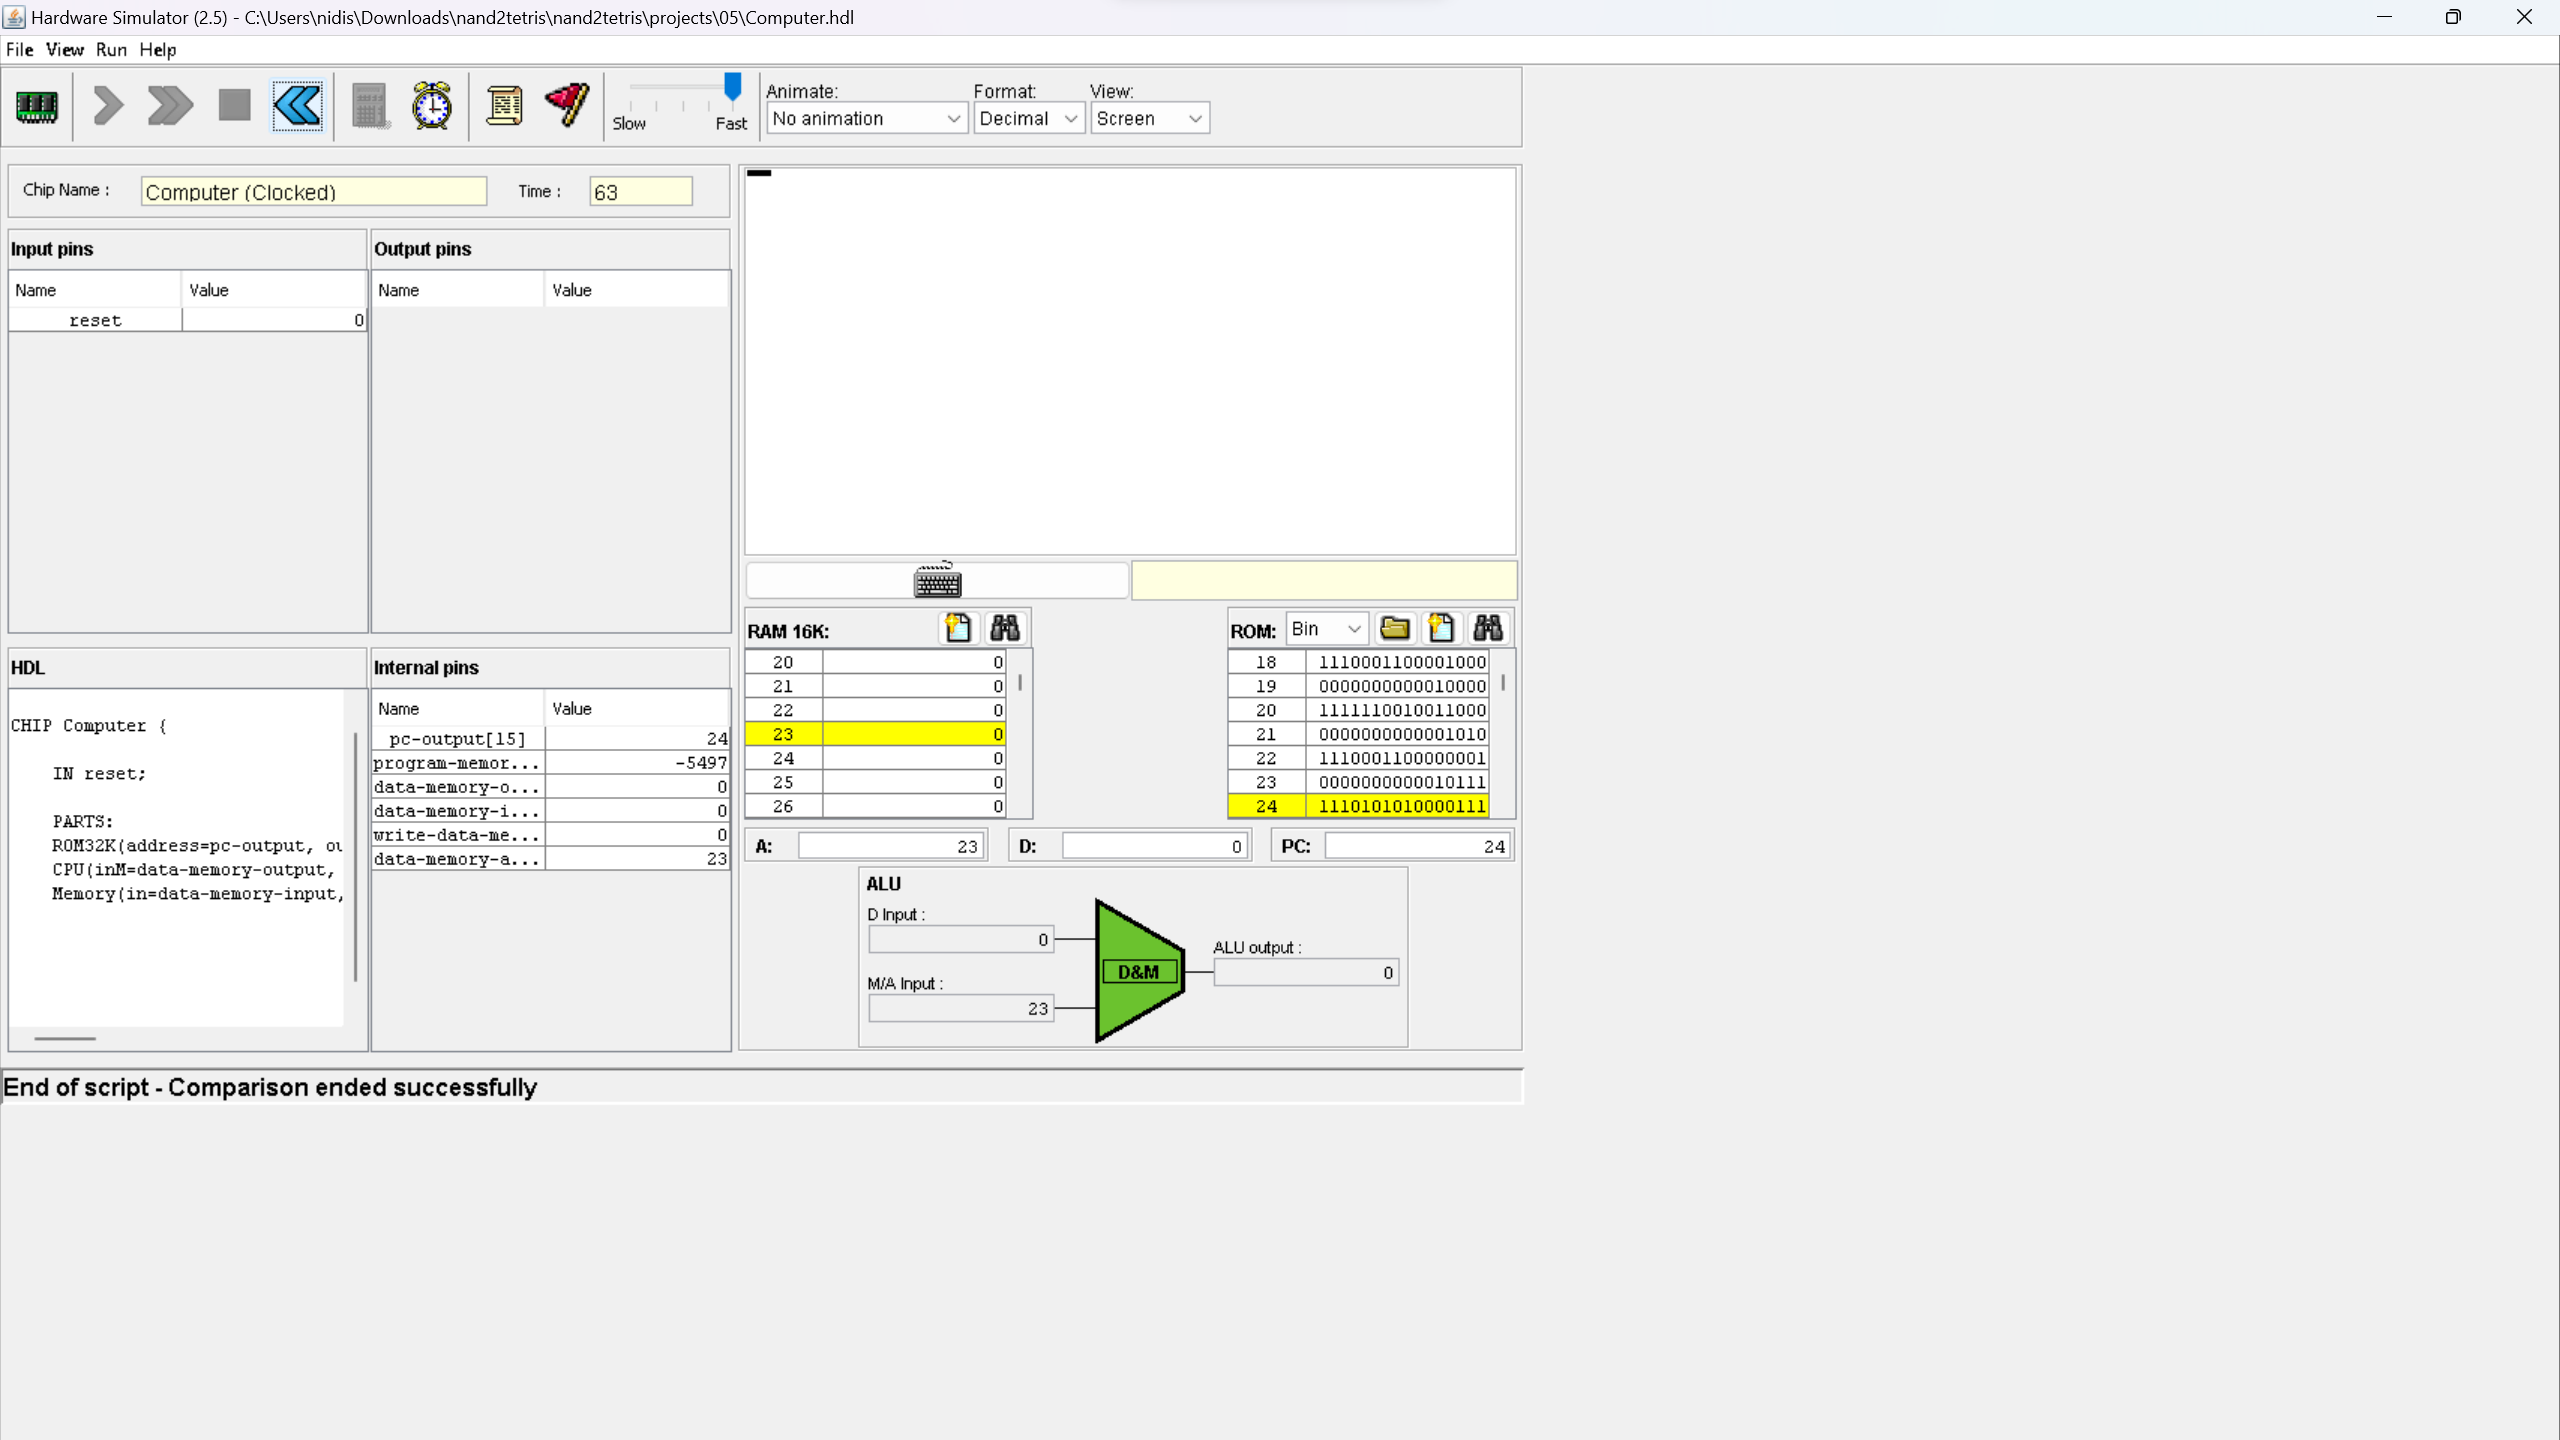 Hardware Simulator (2.5) - C:\Users\nidis\Downloads\nand2tetris\nand2tetris\projects\05\Computer.hdl
File View Run Help
Slow Fast
Animate: Format: View:
No animation Decimal Screen
Chip Name : Computer (Clocked) Time : 63
Input pins
Name Value
reset 0
Output pins
Name Value
HDL
CHIP Computer {
IN reset;
PARTS:
ROM32K(address=pc-output, ou
CPU(inM=data-memory-output,
Memory(in=data-memory-input,
Internal pins
Name Value
pc-output[15] 24
program-memor... -5497
data-memory-o... 0
data-memory-i... 0
write-data-me... 0
data-memory-a... 23
RAM 16K:
20 0
21 0
22 0
23 0
24 0
25 0
26 0
ROM: Bin
18 1110001100001000
19 0000000000010000
20 1111110010011000
21 0000000000001010
22 1110001100000001
23 0000000000010111
24 1110101010000111
A: 23 D: 0 PC: 24
ALU
D Input :
0
M/A Input :
23
D&M
ALU output :
0
End of script - Comparison ended successfully